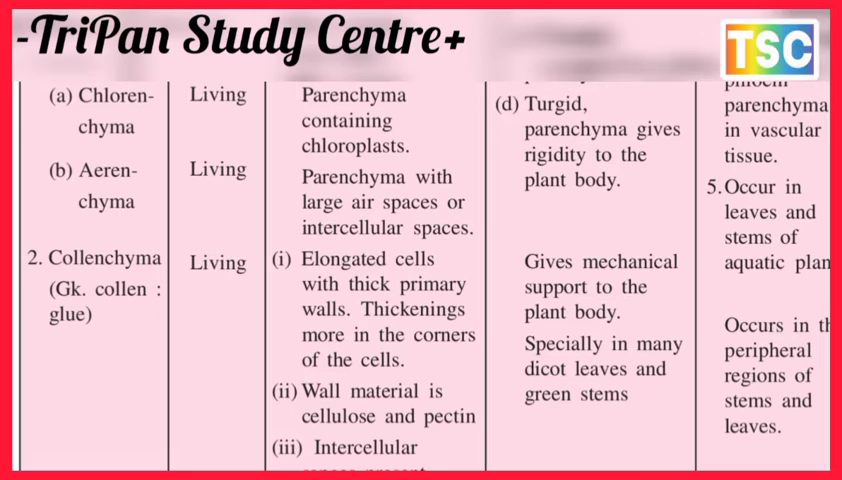 -TriPan Study Centre+
TSC
(a) Chloren-
chyma
Living
Parenchyma
containing
chloroplasts.
(d) Turgid,
parenchyma gives
rigidity to the
plant body.
parenchyma
in vascular
tissue.
(b) Aeren-
chyma
Living
Parenchyma with
large air spaces or
intercellular spaces.
5. Occur in
leaves and
stems of
aquatic plan
2. Collenchyma
(Gk. collen :
glue)
Living
(i) Elongated cells
with thick primary
walls. Thickenings
more in the corners
of the cells.
(ii) Wall material is
cellulose and pectin
(iii) Intercellular
Gives mechanical
support to the
plant body.
Specially in many
dicot leaves and
green stems
Occurs in th
peripheral
regions of
stems and
leaves.